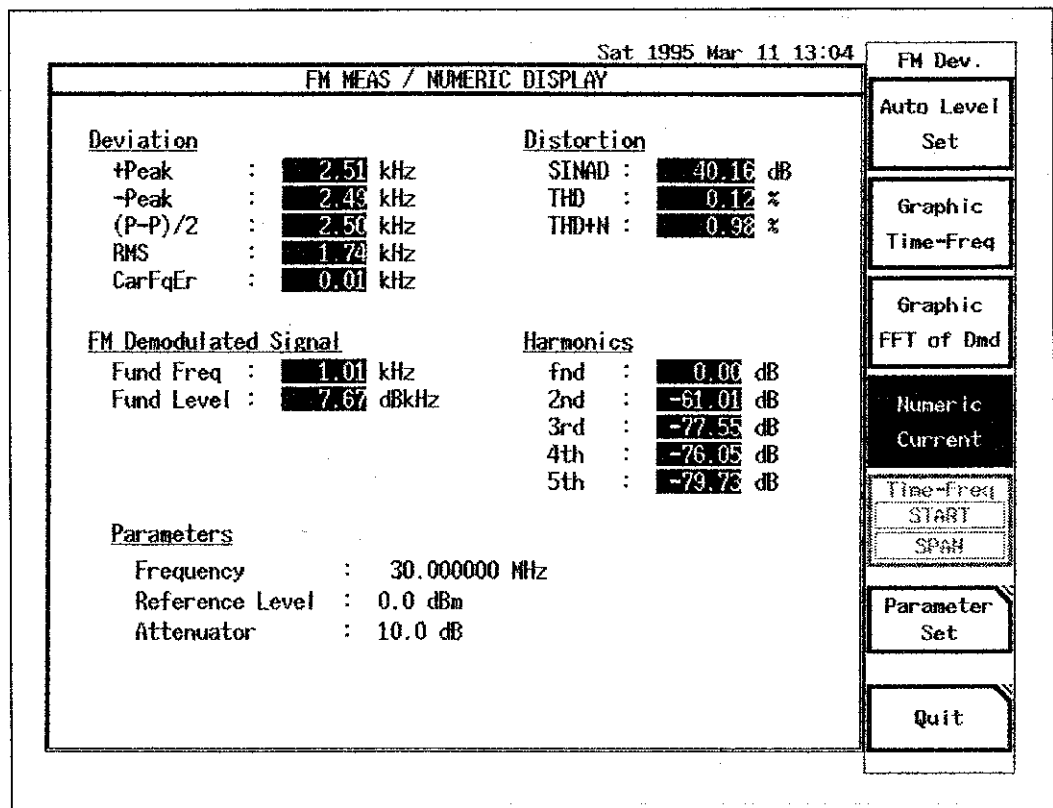 Sat 1995 Mar 11 13:04
FM MEAS / NUMERIC DISPLAY
Deviation
+Peak : 2.51 kHz
-Peak : 2.49 kHz
(P-P)/2 : 2.50 kHz
RMS : 1.74 kHz
CarFqEr : 0.01 kHz
Distortion
SINAD : 40.16 dB
THD : 0.12 %
THD+N : 0.98 %
FM Demodulated Signal
Fund Freq : 1.01 kHz
Fund Level : 7.67 dBkHz
Harmonics
fnd : 0.00 dB
2nd : -61.01 dB
3rd : -77.55 dB
4th : -76.05 dB
5th : -79.73 dB
Parameters
Frequency : 30.000000 MHz
Reference Level : 0.0 dBm
Attenuator : 10.0 dB
FM Dev.
Auto Level
Set
Graphic
Time-Freq
Graphic
FFT of Dmd
Numeric
Current
Time-Freq
START
SPAN
Parameter
Set
Quit